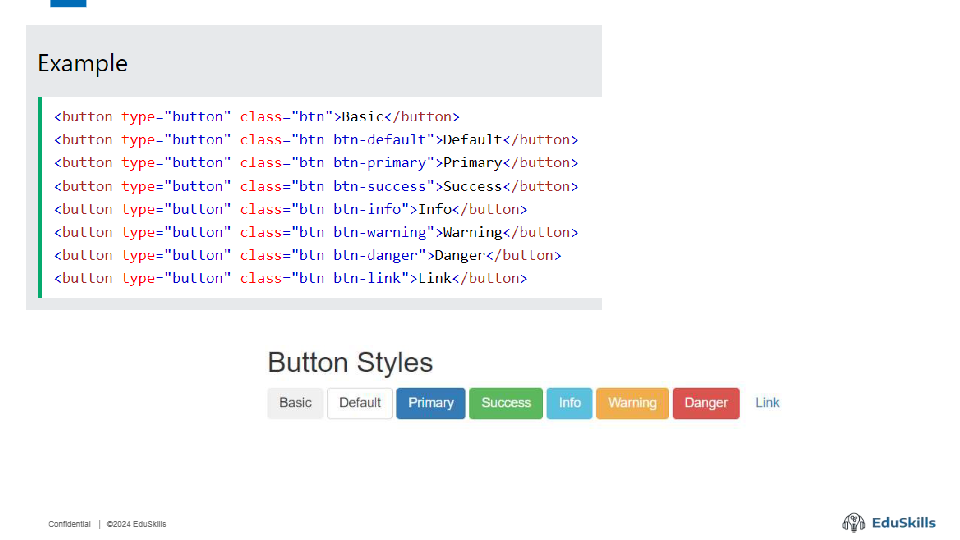 Example
<button type="button" class="btn">Basic</button>
<button type="button" class="btn btn-default">Default</button>
<button type="button" class="btn btn-primary">Primary</button>
<button type="button" class="btn btn-success">Success</button>
<button type="button" class="btn btn-info">Info</button>
<button type="button" class="btn btn-warning">Warning</button>
<button type="button" class="btn btn-danger">Danger</button>
<button type="button" class="btn btn-link">Link</button>
Button Styles
Basic Default Primary Success Info Warning Danger Link
Confidential | ©2024 EduSkills
EduSkills